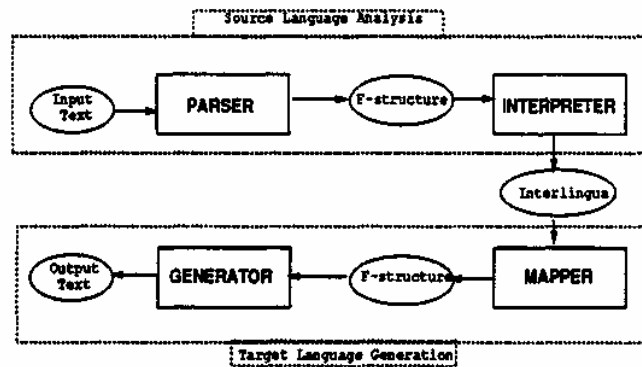 Source Language Analysis
Input
Text
PARSER
F-structure
INTERPRETER
Interlingua
Output
Text
GENERATOR
F-structure
MAPPER
Target Language Generation